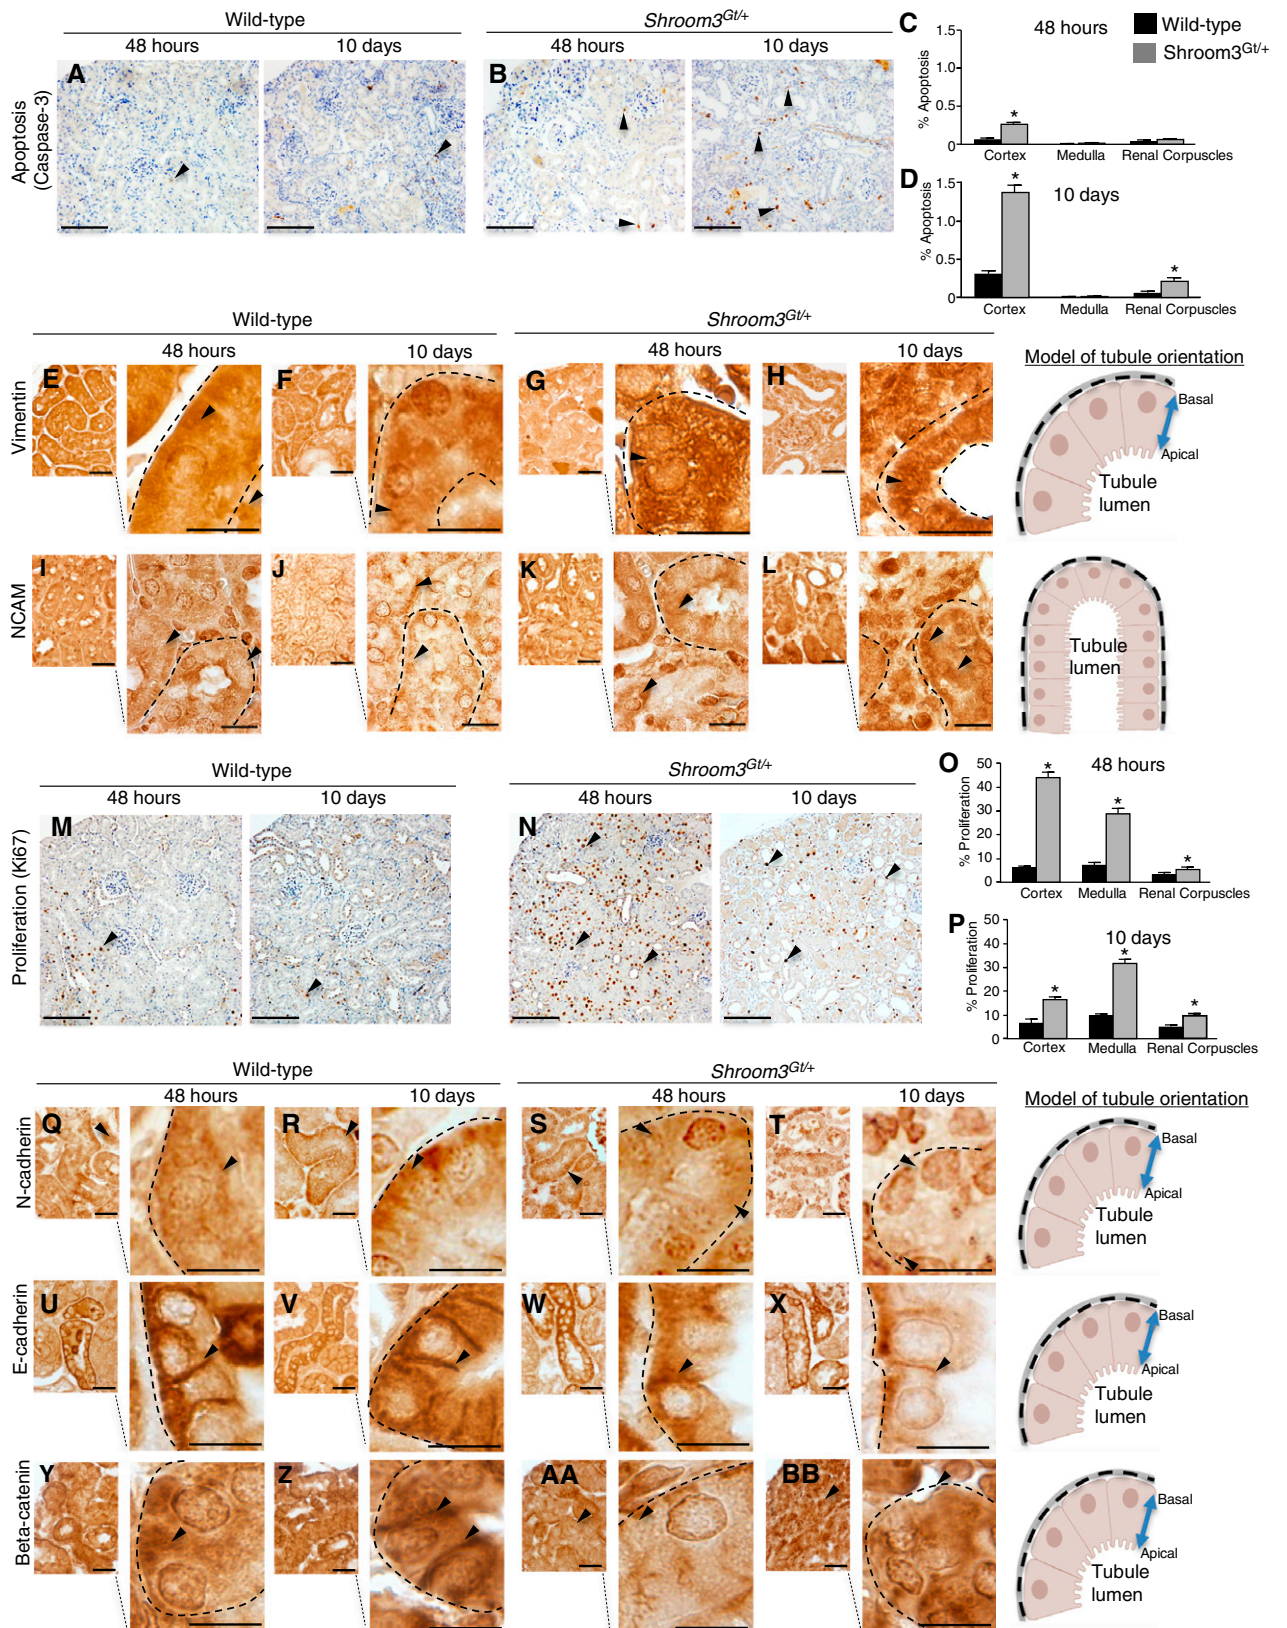 Wild-type
Shroom3Gt/+
48 hours
10 days
48 hours
10 days
Apoptosis
(Caspase-3)
A
B
C
48 hours
Wild-type
Shroom3Gt/+
% Apoptosis
1.5
1.0
0.5
0
*
Cortex
Medulla
Renal Corpuscles
D
10 days
% Apoptosis
1.5
1.0
0.5
0
*
*
Cortex
Medulla
Renal Corpuscles
Wild-type
Shroom3Gt/+
48 hours
10 days
48 hours
10 days
Model of tubule orientation
Vimentin
E
F
G
H
Basal
Apical
Tubule
lumen
NCAM
I
J
K
L
Tubule
lumen
Wild-type
Shroom3Gt/+
48 hours
10 days
48 hours
10 days
Proliferation (Ki67)
M
N
O
48 hours
% Proliferation
50
40
30
20
10
0
*
*
*
Cortex
Medulla
Renal Corpuscles
P
10 days
% Proliferation
50
40
30
20
10
0
*
*
*
Cortex
Medulla
Renal Corpuscles
Wild-type
Shroom3Gt/+
48 hours
10 days
48 hours
10 days
Model of tubule orientation
N-cadherin
Q
R
S
T
Basal
Apical
Tubule
lumen
E-cadherin
U
V
W
X
Basal
Apical
Tubule
lumen
Beta-catenin
Y
Z
AA
BB
Basal
Apical
Tubule
lumen